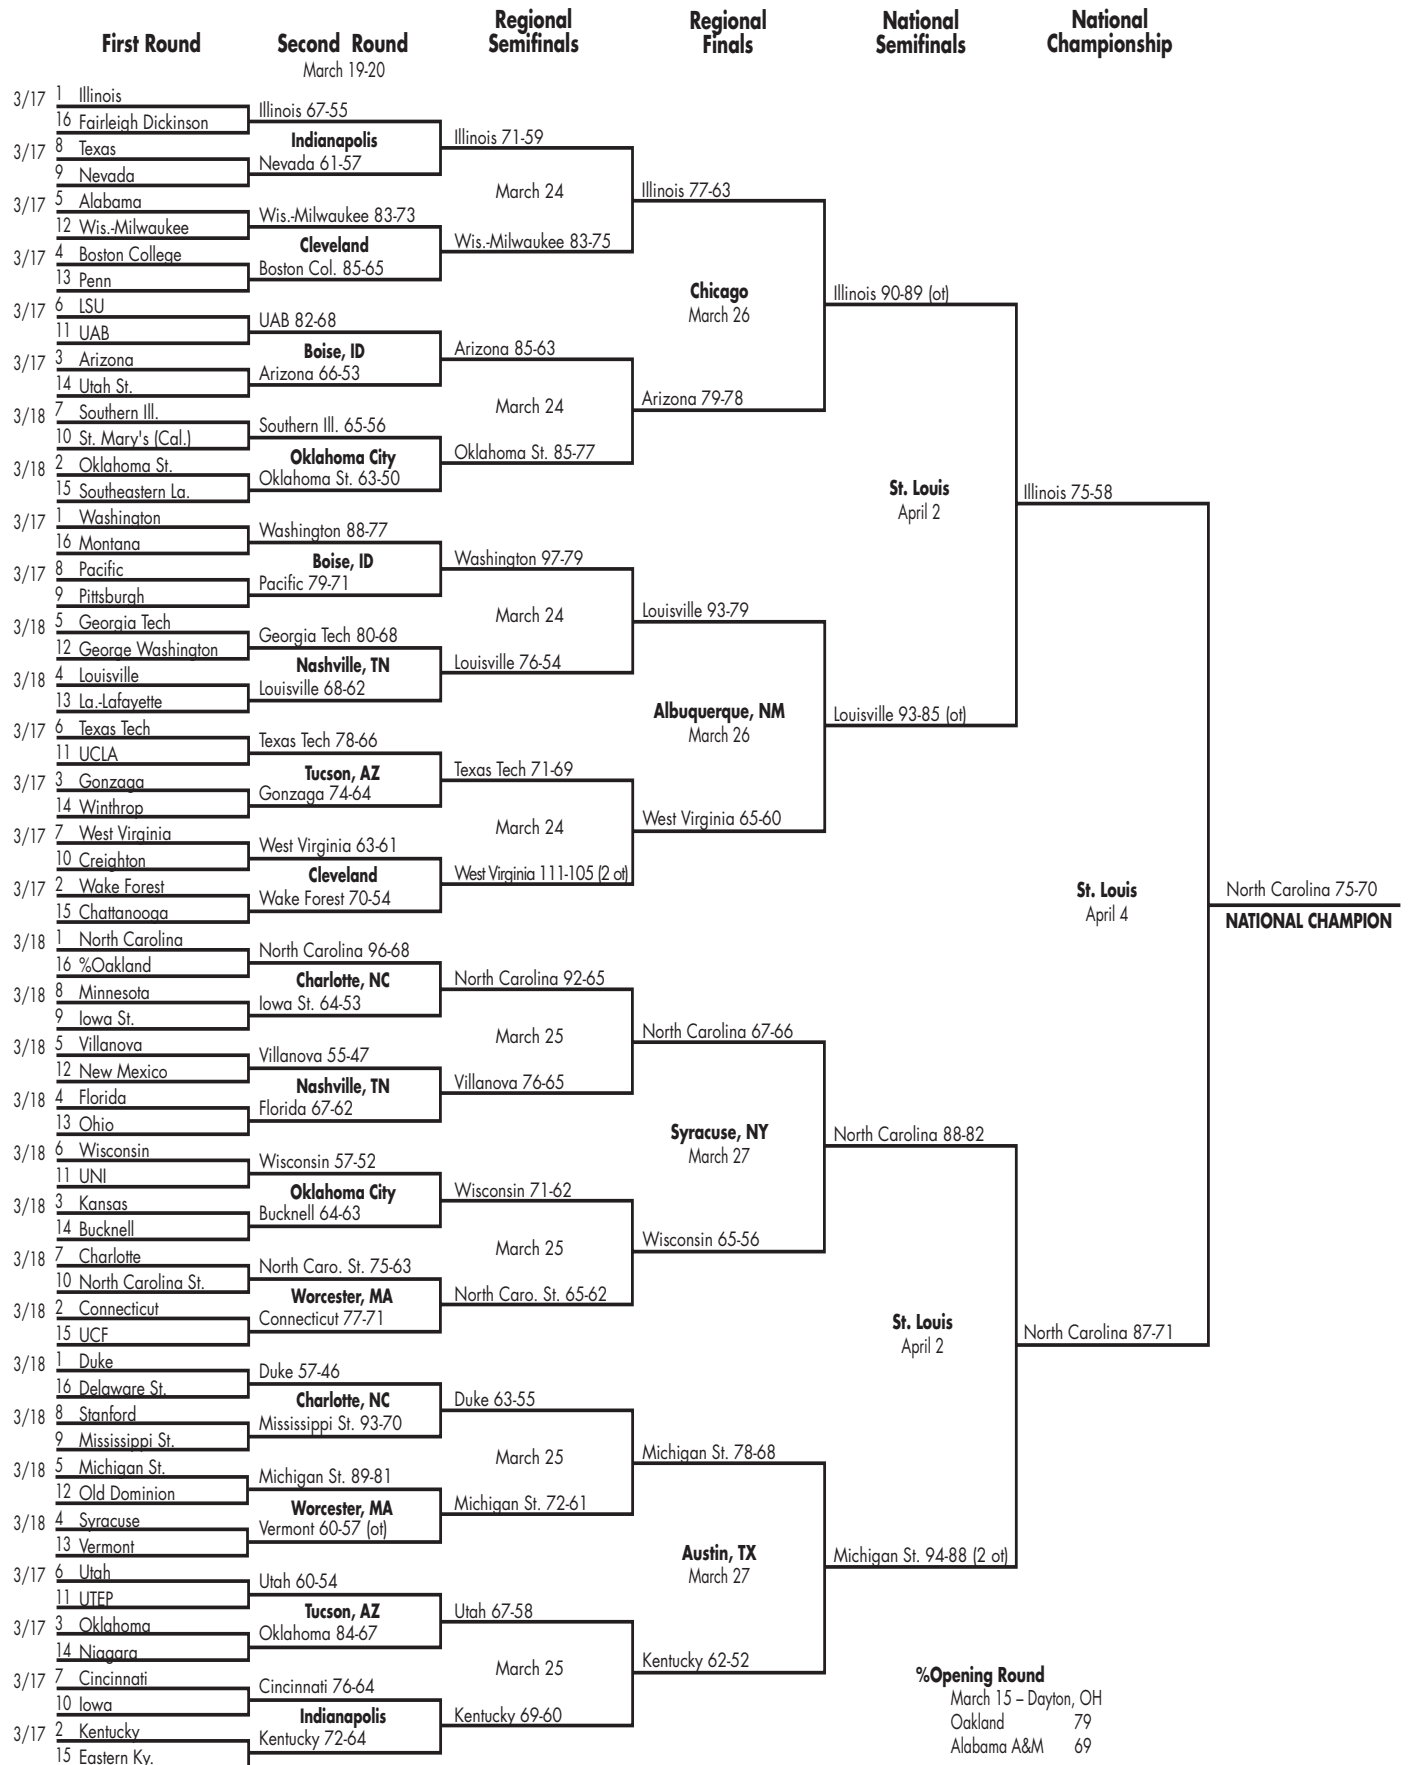 First Round
Second Round
March 19-20
Regional
Semifinals
Regional
Finals
National
Semifinals
National
Championship
3/17
1 Illinois
16 Fairleigh Dickinson
3/17
8 Texas
9 Nevada
3/17
5 Alabama
12 Wis.-Milwaukee
3/17
4 Boston College
13 Penn
3/17
6 LSU
11 UAB
3/17
3 Arizona
14 Utah St.
3/18
7 Southern Ill.
10 St. Mary's (Cal.)
3/18
2 Oklahoma St.
15 Southeastern La.
3/17
1 Washington
16 Montana
3/17
8 Pacific
9 Pittsburgh
3/18
5 Georgia Tech
12 George Washington
3/18
4 Louisville
13 La.-Lafayette
3/17
6 Texas Tech
11 UCLA
3/17
3 Gonzaga
14 Winthrop
3/17
7 West Virginia
10 Creighton
3/17
2 Wake Forest
15 Chattanooga
3/18
1 North Carolina
16 %Oakland
3/18
8 Minnesota
9 Iowa St.
3/18
5 Villanova
12 New Mexico
3/18
4 Florida
13 Ohio
3/18
6 Wisconsin
11 UNI
3/18
3 Kansas
14 Bucknell
3/18
7 Charlotte
10 North Carolina St.
3/18
2 Connecticut
15 UCF
3/18
1 Duke
16 Delaware St.
3/18
8 Stanford
9 Mississippi St.
3/18
5 Michigan St.
12 Old Dominion
3/18
4 Syracuse
13 Vermont
3/17
6 Utah
11 UTEP
3/17
3 Oklahoma
14 Niagara
3/17
7 Cincinnati
10 Iowa
3/17
2 Kentucky
15 Eastern Ky.
Illinois 67-55
Indianapolis
Nevada 61-57
Wis.-Milwaukee 83-73
Cleveland
Boston Col. 85-65
UAB 82-68
Boise, ID
Arizona 66-53
Southern Ill. 65-56
Oklahoma City
Oklahoma St. 63-50
Washington 88-77
Boise, ID
Pacific 79-71
Georgia Tech 80-68
Nashville, TN
Louisville 68-62
Texas Tech 78-66
Tucson, AZ
Gonzaga 74-64
West Virginia 63-61
Cleveland
Wake Forest 70-54
North Carolina 96-68
Charlotte, NC
Iowa St. 64-53
Villanova 55-47
Nashville, TN
Florida 67-62
Wisconsin 57-52
Oklahoma City
Bucknell 64-63
North Caro. St. 75-63
Worcester, MA
Connecticut 77-71
Duke 57-46
Charlotte, NC
Mississippi St. 93-70
Michigan St. 89-81
Worcester, MA
Vermont 60-57 (ot)
Utah 60-54
Tucson, AZ
Oklahoma 84-67
Cincinnati 76-64
Indianapolis
Kentucky 72-64
Illinois 71-59
March 24
Wis.-Milwaukee 83-75
Arizona 85-63
March 24
Oklahoma St. 85-77
Washington 97-79
March 24
Louisville 76-54
Texas Tech 71-69
March 24
West Virginia 111-105 (2 ot)
North Carolina 92-65
March 25
Villanova 76-65
Wisconsin 71-62
March 25
North Caro. St. 65-62
Duke 63-55
March 25
Michigan St. 72-61
Utah 67-58
March 25
Kentucky 69-60
Illinois 77-63
Chicago
March 26
Arizona 79-78
Louisville 93-79
Albuquerque, NM
March 26
West Virginia 65-60
North Carolina 67-66
Syracuse, NY
March 27
Wisconsin 65-56
Michigan St. 78-68
Austin, TX
March 27
Kentucky 62-52
Illinois 90-89 (ot)
St. Louis
April 2
Louisville 93-85 (ot)
North Carolina 88-82
St. Louis
April 2
Michigan St. 94-88 (2 ot)
Illinois 75-58
St. Louis
April 4
North Carolina 87-71
North Carolina 75-70
NATIONAL CHAMPION
%Opening Round
March 15 – Dayton, OH
Oakland 79
Alabama A&M 69